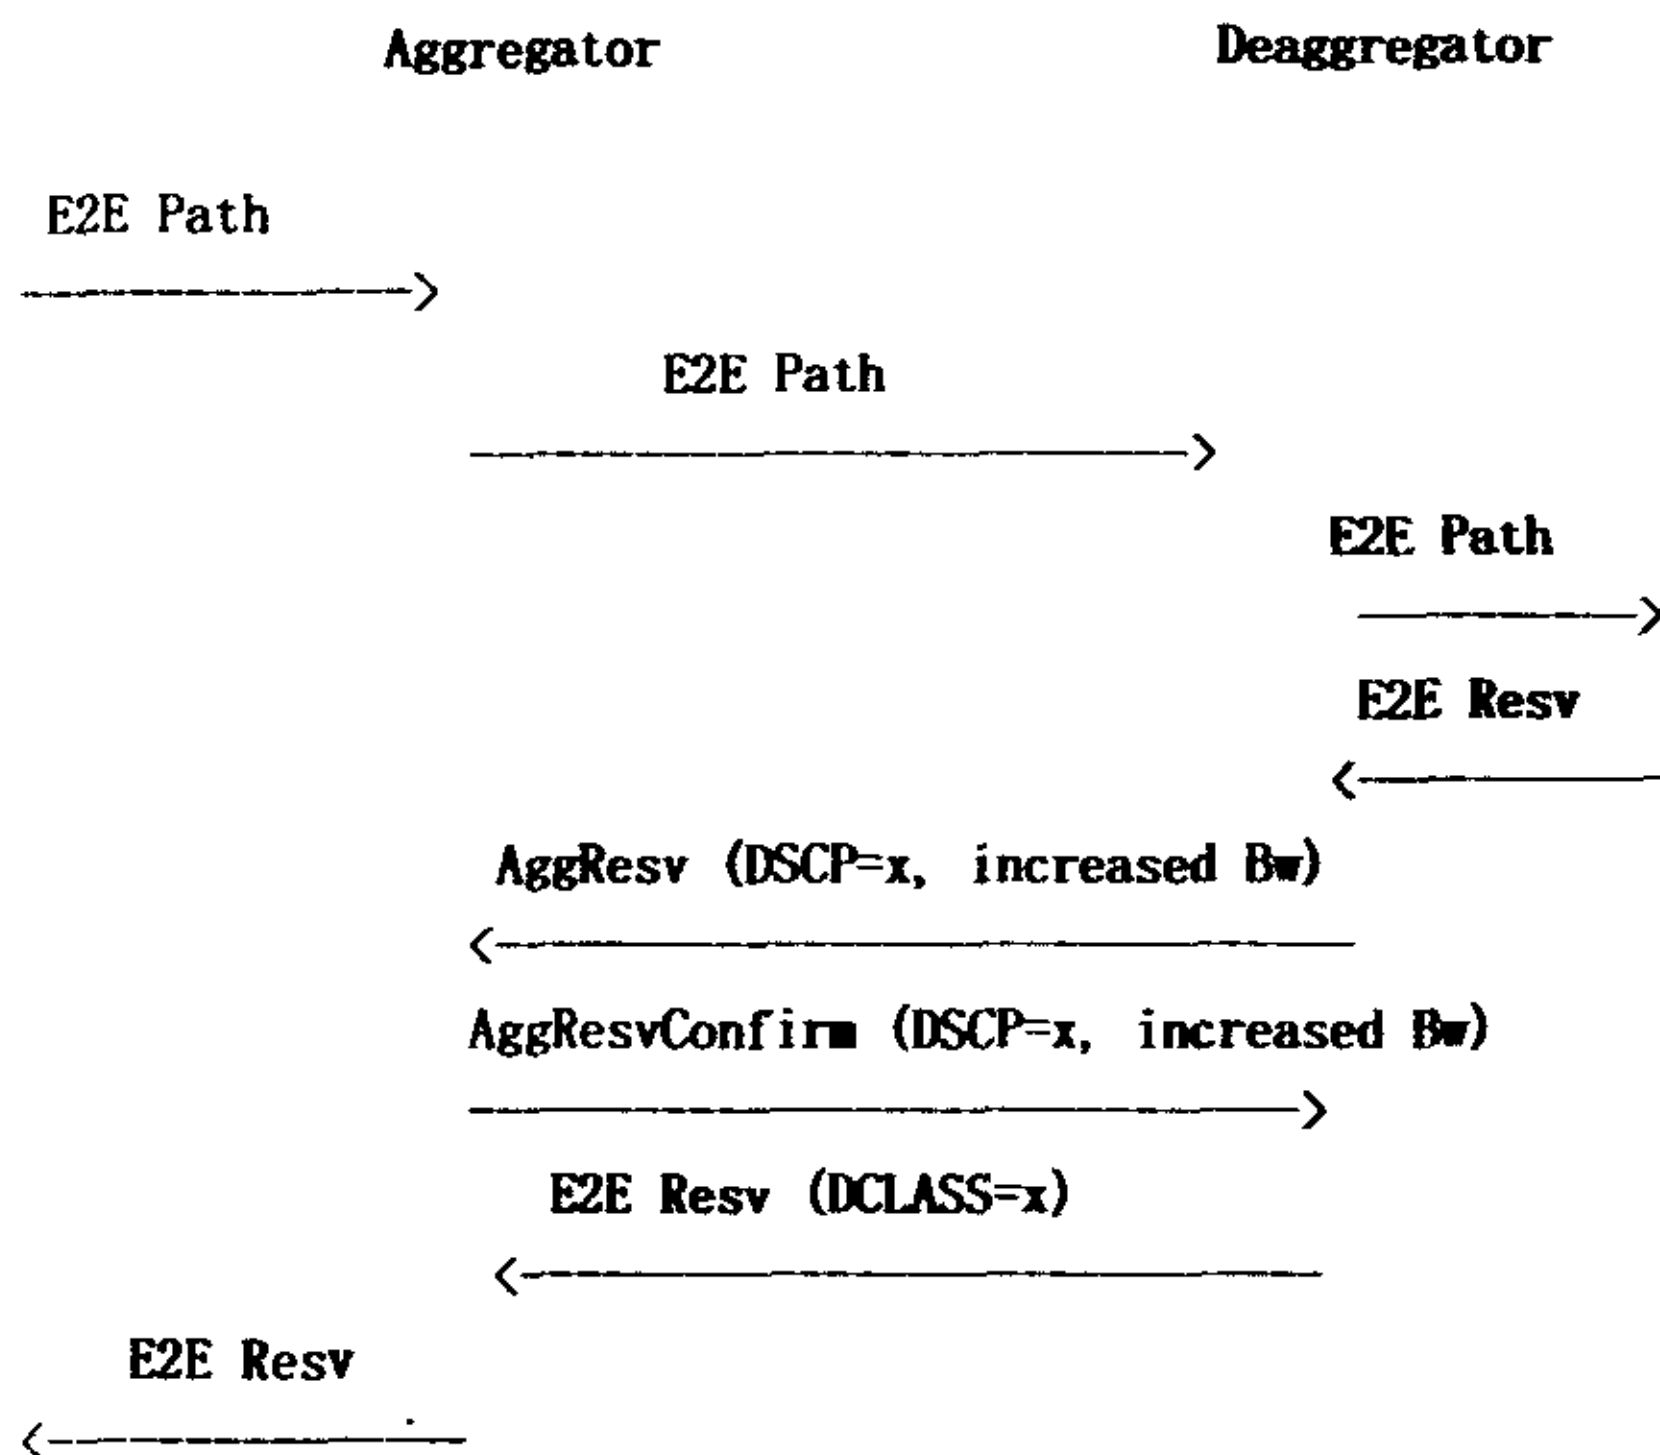 Aggregator Deaggregator
E2E Path
E2E Path
E2E Path
E2E Resv
AggResv (DSCP=x, increased Bw)
AggResvConfirm (DSCP=x, increased Bw)
E2E Resv (DCLASS=x)
E2E Resv